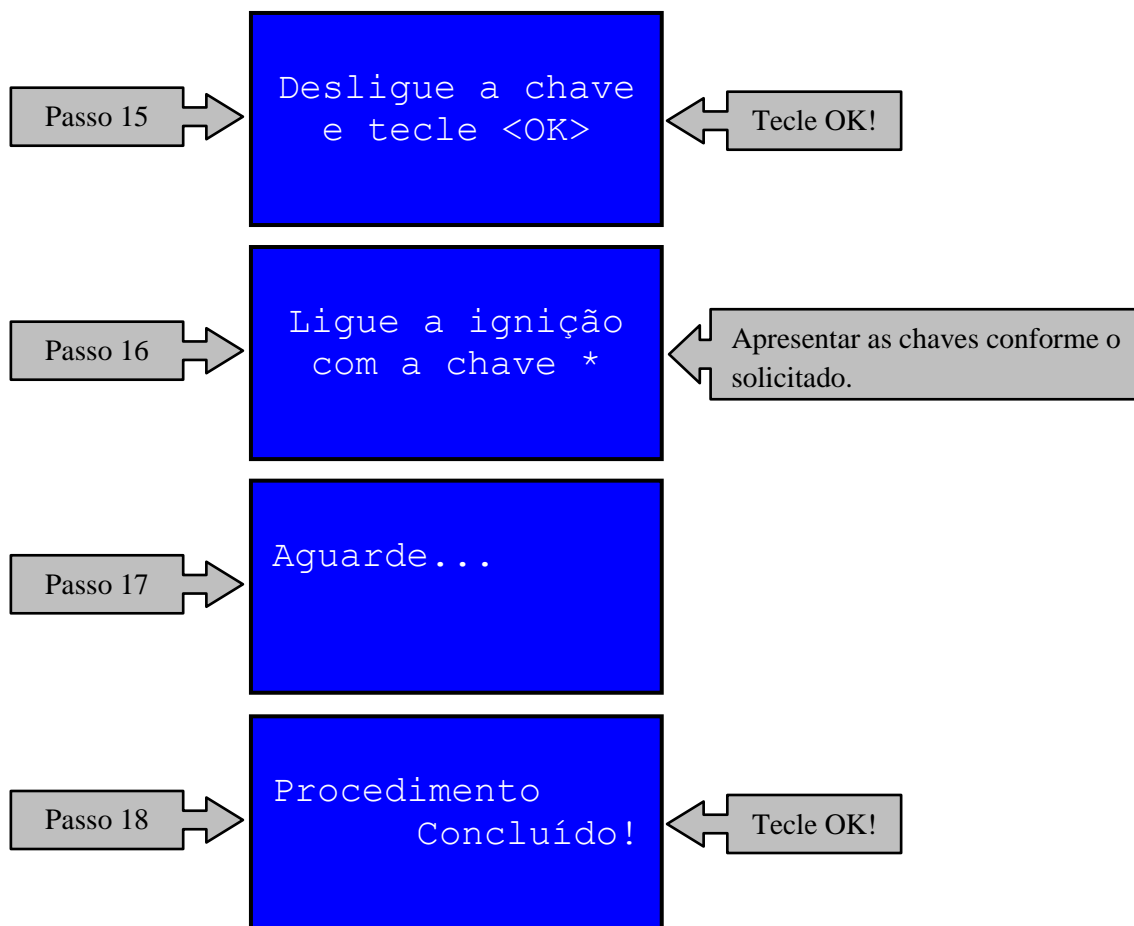 Passo 15
Desligue a chave
e tecle <OK>
Tecle OK!
Passo 16
Ligue a ignição
com a chave *
Apresentar as chaves conforme o
solicitado.
Passo 17
Aguarde...
Passo 18
Procedimento
Concluído!
Tecle OK!